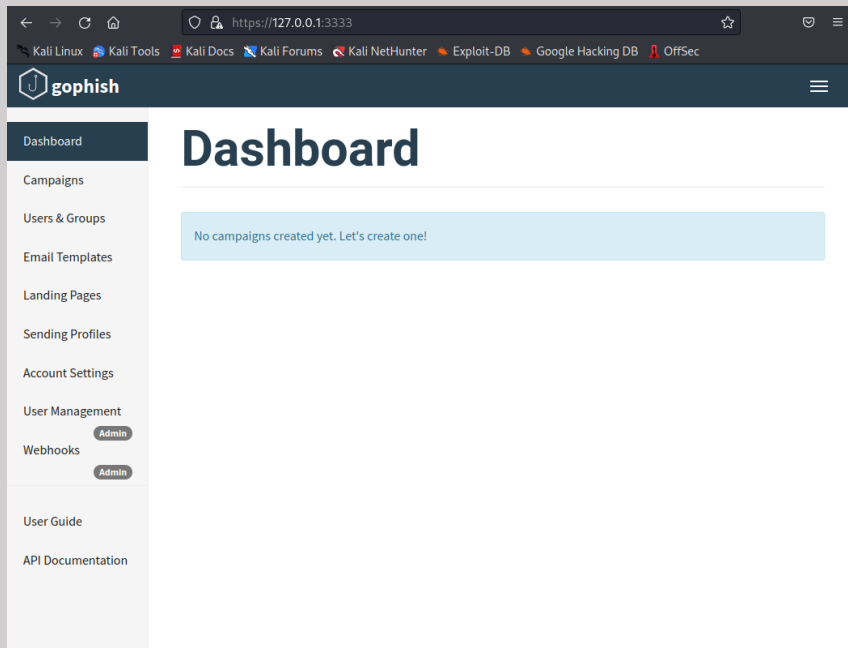 https://127.0.0.1:3333
Kali Linux Kali Tools Kali Docs Kali Forums Kali NetHunter Exploit-DB Google Hacking DB OffSec
gophish
Dashboard
Campaigns
Users & Groups
Email Templates
Landing Pages
Sending Profiles
Account Settings
User Management
Admin
Webhooks
Admin
User Guide
API Documentation
Dashboard
No campaigns created yet. Let's create one!